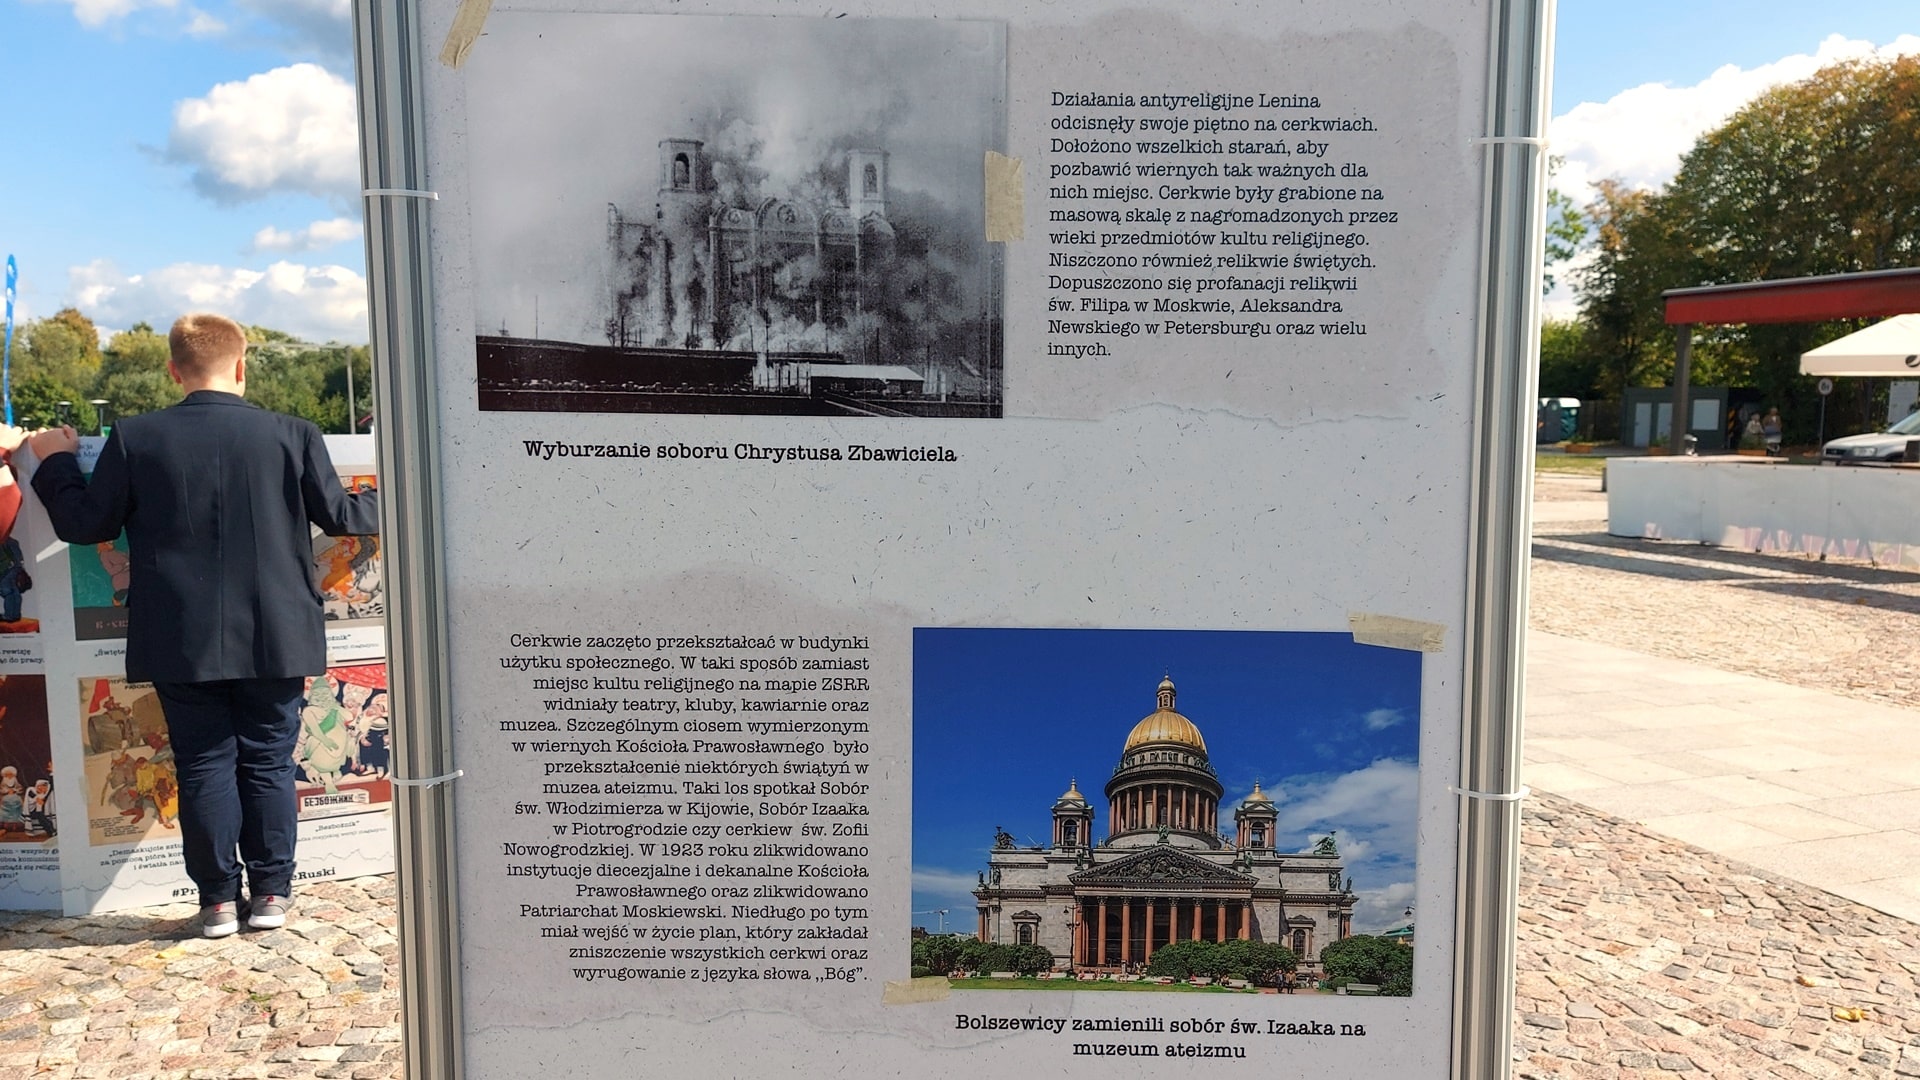 Działania antyreligijne Lenina
odcisnęły swoje piętno na cerkwiach.
Dołożono wszelkich starań, aby
pozbawić wiernych tak ważnych dla
nich miejsc. Cerkwie były grabione na
masową skalę z nagromadzonych przez
wieki przedmiotów kultu religijnego.
Niszczono również relikwie świętych.
Dopuszczono się profanacji relikwii
św. Filipa w Moskwie, Aleksandra
Newskiego w Petersburgu oraz wielu
innych.
Wyburzanie soboru Chrystusa Zbawiciela
Cerkwie zaczęto przekształcać w budynki
użytku społecznego. W taki sposób zamiast
miejsc kultu religijnego na mapie ZSRR
widniały teatry, kluby, kawiarnie oraz
muzea. Szczególnym ciosem wymierzonym
w wiernych Kościoła Prawosławnego było
przekształcenie niektórych świątyń w
muzea ateizmu. Taki los spotkał Sobór
św. Włodzimierza w Kijowie, Sobór Izaaka
w Piotrogrodzie czy cerkiew św. Zofii
Nowogrodzkiej. W 1923 roku zlikwidowano
instytucje diecezjalne i dekanalne Kościoła
Prawosławnego oraz zlikwidowano
Patriarchat Moskiewski. Niedługo po tym
miał wejść w życie plan, który zakładał
zniszczenie wszystkich cerkwi oraz
wyrugowanie z języka słowa ,,Bóg”.
Bolszewicy zamienili sobór św. Izaaka na
muzeum ateizmu
БЕЗБОЖНИК
„Bezbożnik"
„Demaskujcie
za pomocą pióra
i światła